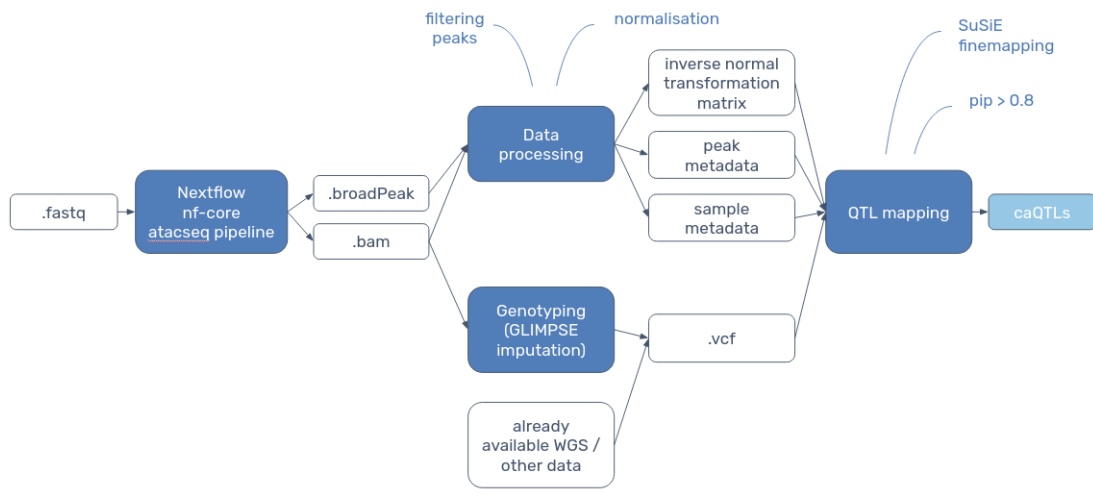 filtering
peaks
normalisation
SuSiE
finemapping
pip > 0.8
inverse normal
transformation
matrix
Data
processing
peak
metadata
Nextflow
nf-core
atacseq pipeline
.fastq
.broadPeak
.bam
sample
metadata
QTL mapping
caQTLs
Genotyping
(GLIMPSE
imputation)
.vcf
already
available WGS /
other data